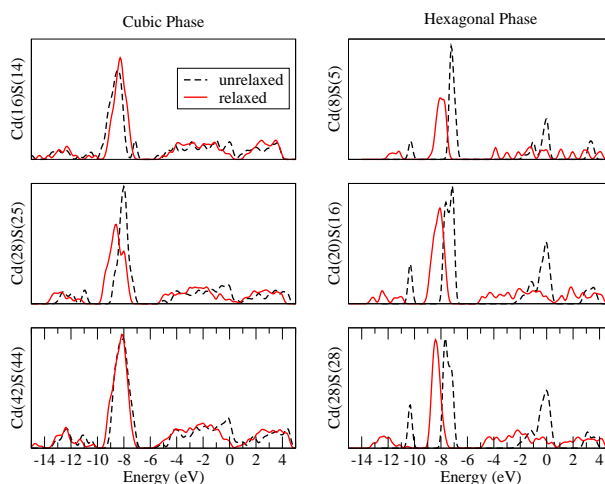 Cubic Phase
Hexagonal Phase
Cd(16)S(14)
unrelaxed
relaxed
Cd(8)S(5)
Cd(28)S(25)
Cd(20)S(16)
Cd(42)S(44)
Cd(28)S(28)
-14 -12 -10 -8 -6 -4 -2 0 2 4
-14 -12 -10 -8 -6 -4 -2 0 2 4
Energy (eV)
Energy (eV)